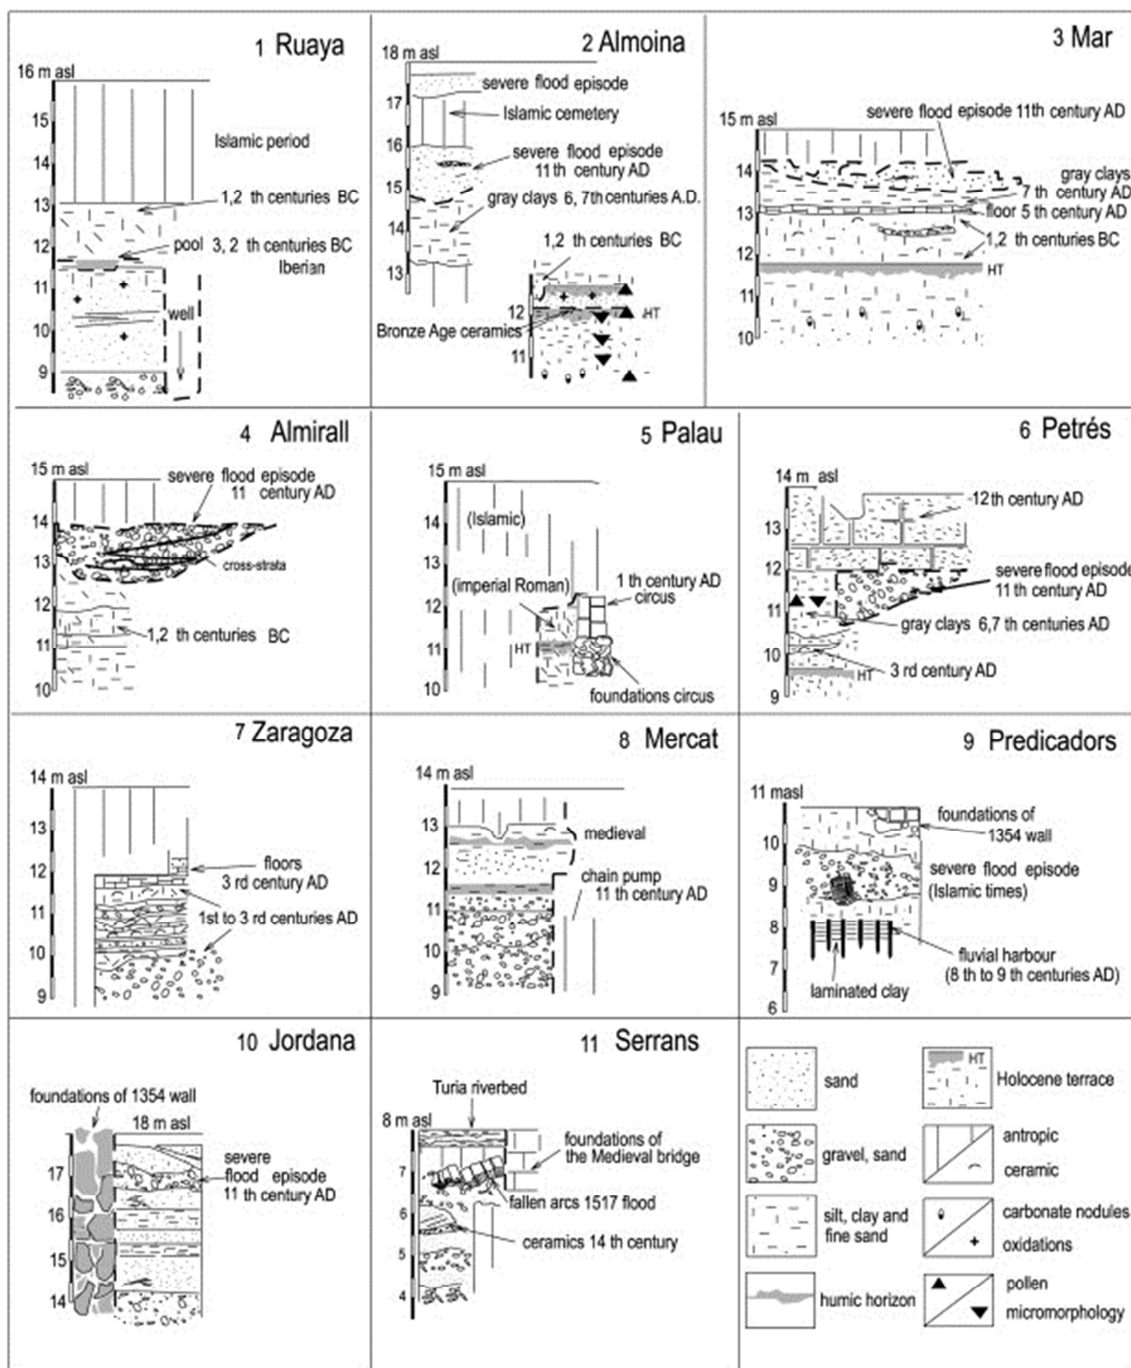 1 Ruaya
16 m asl
15
14
13
12
11
10
9
Islamic period
1,2 th centuries BC
pool 3, 2 th centuries BC
Iberian
well
2 Almoina
18 m asl
17
16
15
14
13
12
11
severe flood episode
Islamic cemetery
severe flood episode
11th century AD
gray clays 6, 7th centuries A.D.
1,2 th centuries BC
HT
Bronze Age ceramics
3 Mar
15 m asl
14
13
12
11
10
severe flood episode 11th century AD
gray clays
7 th century AD
floor 5 th century AD
1,2 th centuries BC
HT
4 Almirall
15 m asl
14
13
12
11
10
severe flood episode
11 century AD
cross-strata
1,2 th centuries BC
5 Palau
15 m asl
14
13
12
11
10
(Islamic)
(imperial Roman)
1 th century AD
circus
HT
foundations circus
6 Petrés
14 m asl
13
12
11
10
9
12th century AD
severe flood episode
11th century AD
gray clays 6,7th centuries AD
3 rd century AD
HT
7 Zaragoza
14 m asl
13
12
11
10
9
floors
3 rd century AD
1st to 3 rd centuries AD
8 Mercat
14 m asl
13
12
11
10
9
medieval
chain pump
11th century AD
9 Predicadors
11 masl
10
9
8
7
6
foundations of
1354 wall
severe flood episode
(Islamic times)
fluvial harbour
(8 th to 9 th centuries AD)
laminated clay
10 Jordana
foundations of 1354 wall
18 m asl
17
16
15
14
severe
flood episode
11 th century AD
11 Serrans
Turia riverbed
8 m asl
7
6
5
4
foundations of
the Medieval bridge
fallen arcs 1517 flood
ceramics 14 th century
sand
gravel, sand
silt, clay and
fine sand
humic horizon
HT
Holocene terrace
antropic
ceramic
carbonate nodules
oxidations
pollen
micromorphology